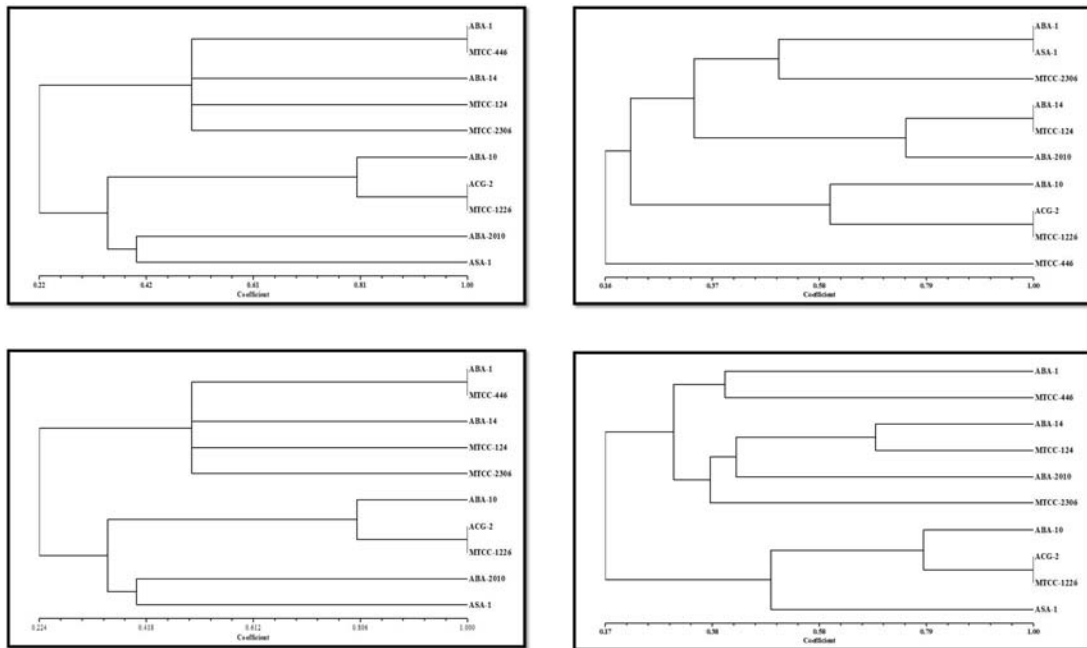 ABA-1
MTCC-446
ABA-14
MTCC-124
MTCC-2306
ABA-10
ACG-2
MTCC-1226
ABA-2010
ASA-1
0.22 0.42 0.61 0.81 1.00
Coefficient
ABA-1
ASA-1
MTCC-2306
ABA-14
MTCC-124
ABA-2010
ABA-10
ACG-2
MTCC-1226
MTCC-446
0.16 0.37 0.58 0.79 1.00
Coefficient
ABA-1
MTCC-446
ABA-14
MTCC-124
MTCC-2306
ABA-10
ACG-2
MTCC-1226
ABA-2010
ASA-1
0.224 0.418 0.612 0.806 1.000
Coefficient
ABA-1
MTCC-446
ABA-14
MTCC-124
ABA-2010
MTCC-2306
ABA-10
ACG-2
MTCC-1226
ASA-1
0.17 0.38 0.58 0.79 1.00
Coefficient